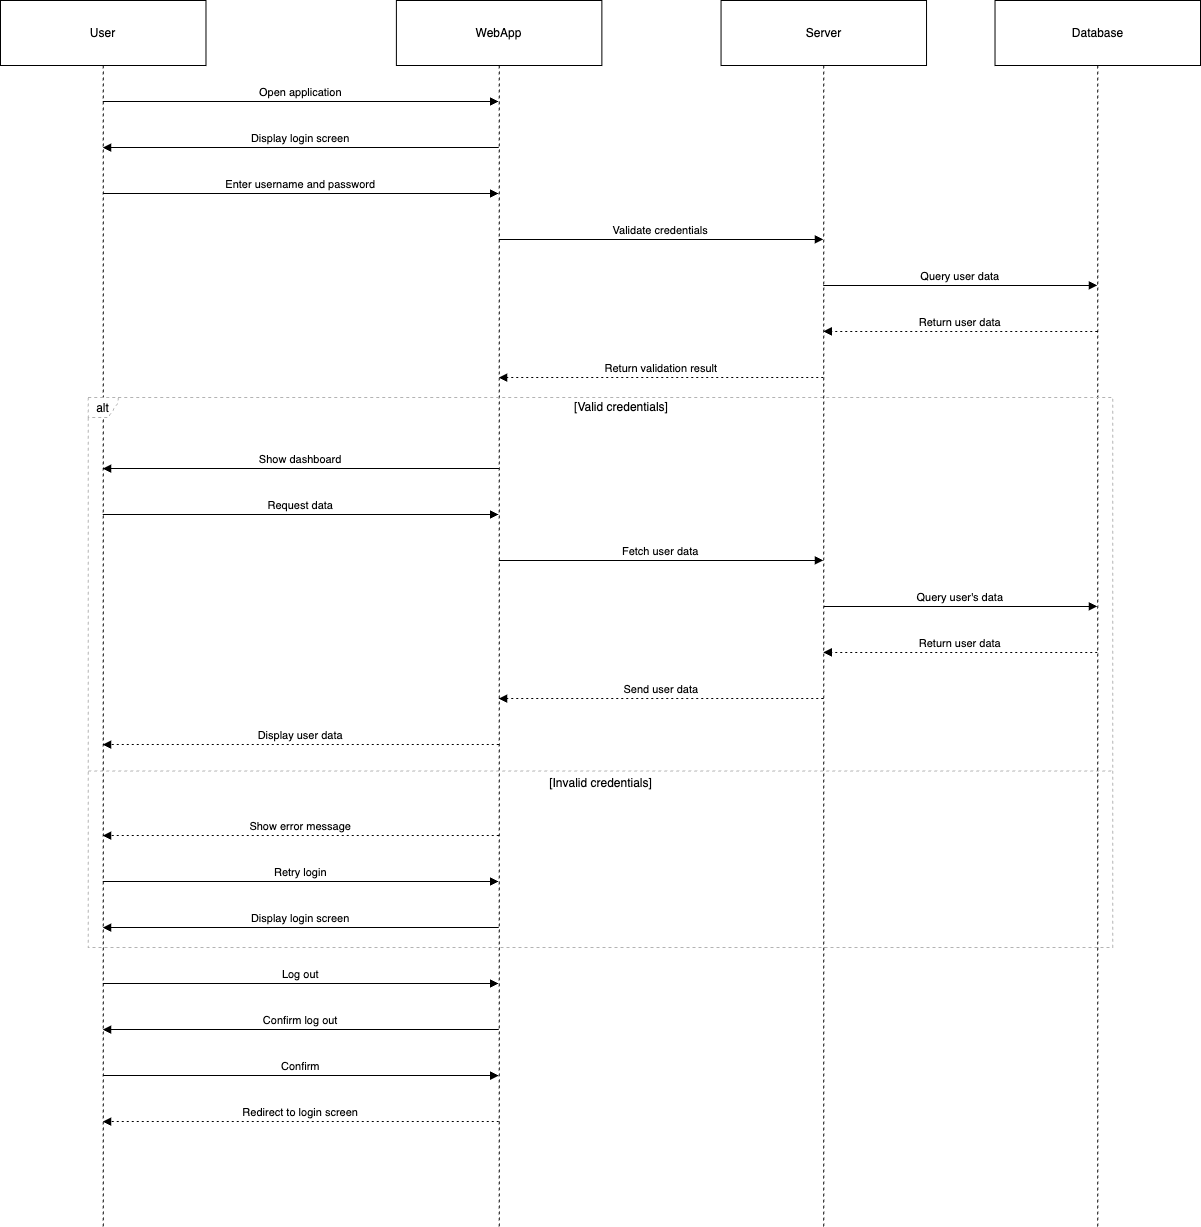 User
WebApp
Server
Database
Open application
Display login screen
Enter username and password
Validate credentials
Query user data
Return user data
Return validation result
alt
[Valid credentials]
Show dashboard
Request data
Fetch user data
Query user's data
Return user data
Send user data
Display user data
[Invalid credentials]
Show error message
Retry login
Display login screen
Log out
Confirm log out
Confirm
Redirect to login screen